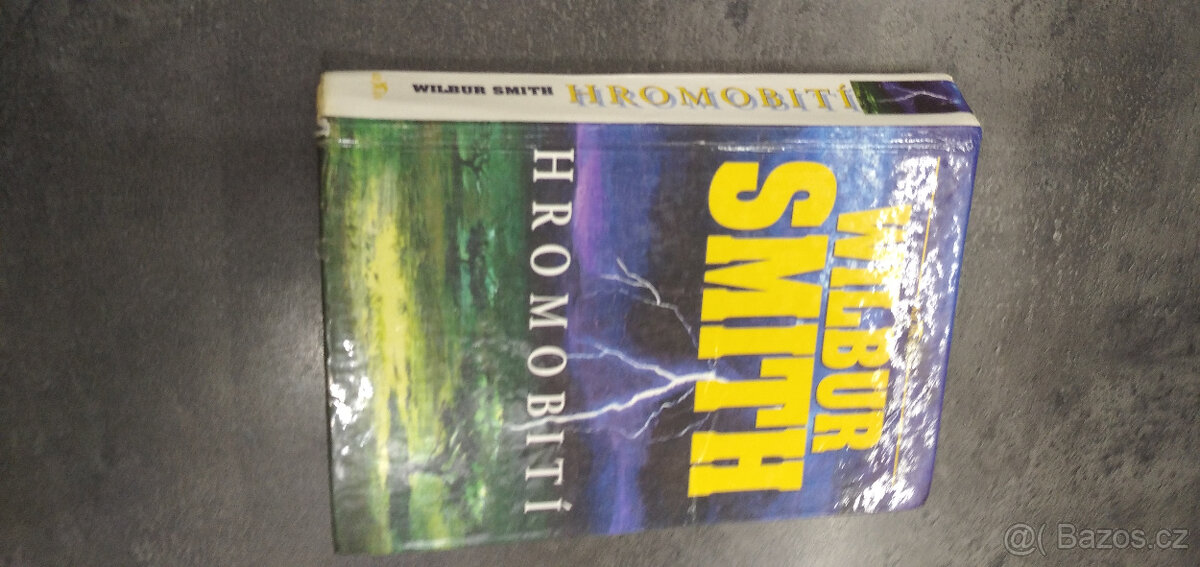 WILBUR SMITH HROMOBITÍ
WILBUR
SMITH
HROMOBITÍ
@( Bazos.cz